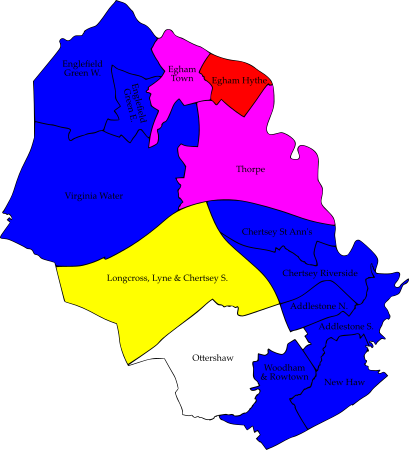 Englefield
Green W.
Egham
Town
Egham Hythe
Englefield
Green E.
Thorpe
Virginia Water
Chertsey St Ann's
Longcross, Lyne & Chertsey S.
Chertsey Riverside
Addlestone N.
Addlestone S.
Ottershaw
Woodham
& Rowtown
New Haw